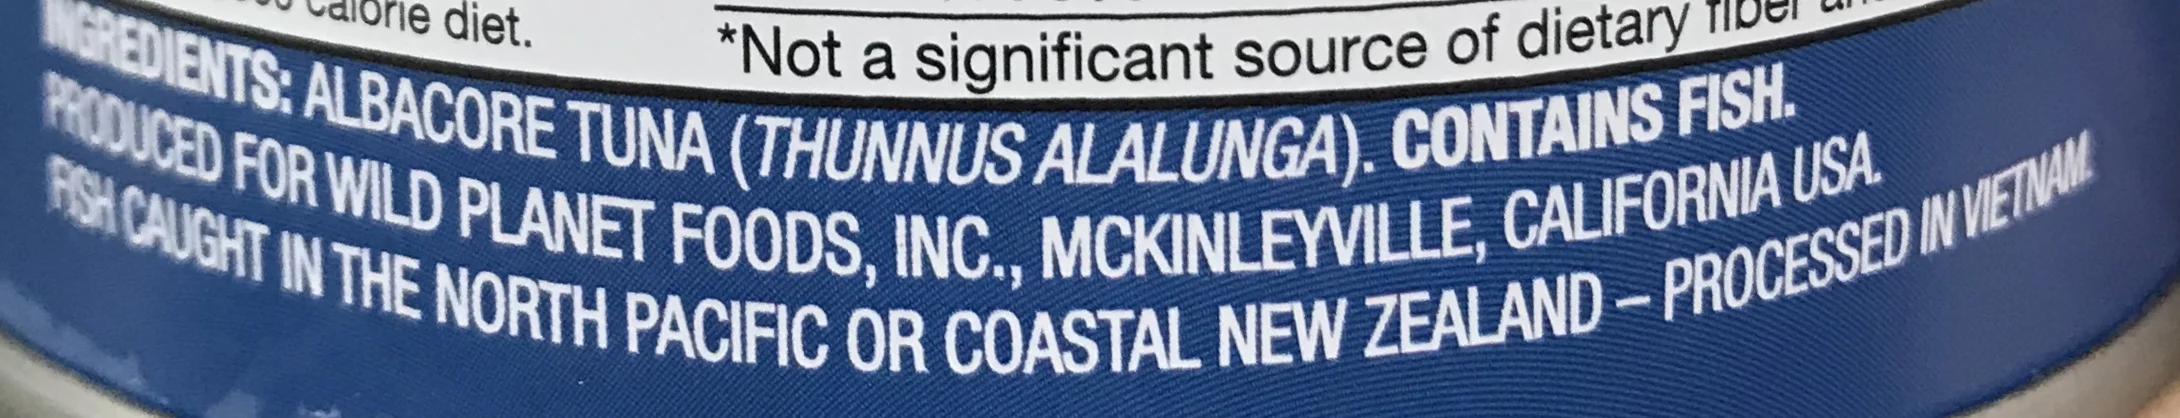 calorie diet.
*Not a significant source of dietary fiber
INGREDIENTS: ALBACORE TUNA (THUNNUS ALALUNGA). CONTAINS FISH.
PRODUCED FOR WILD PLANET FOODS, INC., MCKINLEYVILLE, CALIFORNIA USA.
FISH CAUGHT IN THE NORTH PACIFIC OR COASTAL NEW ZEALAND – PROCESSED IN VIETNAM.